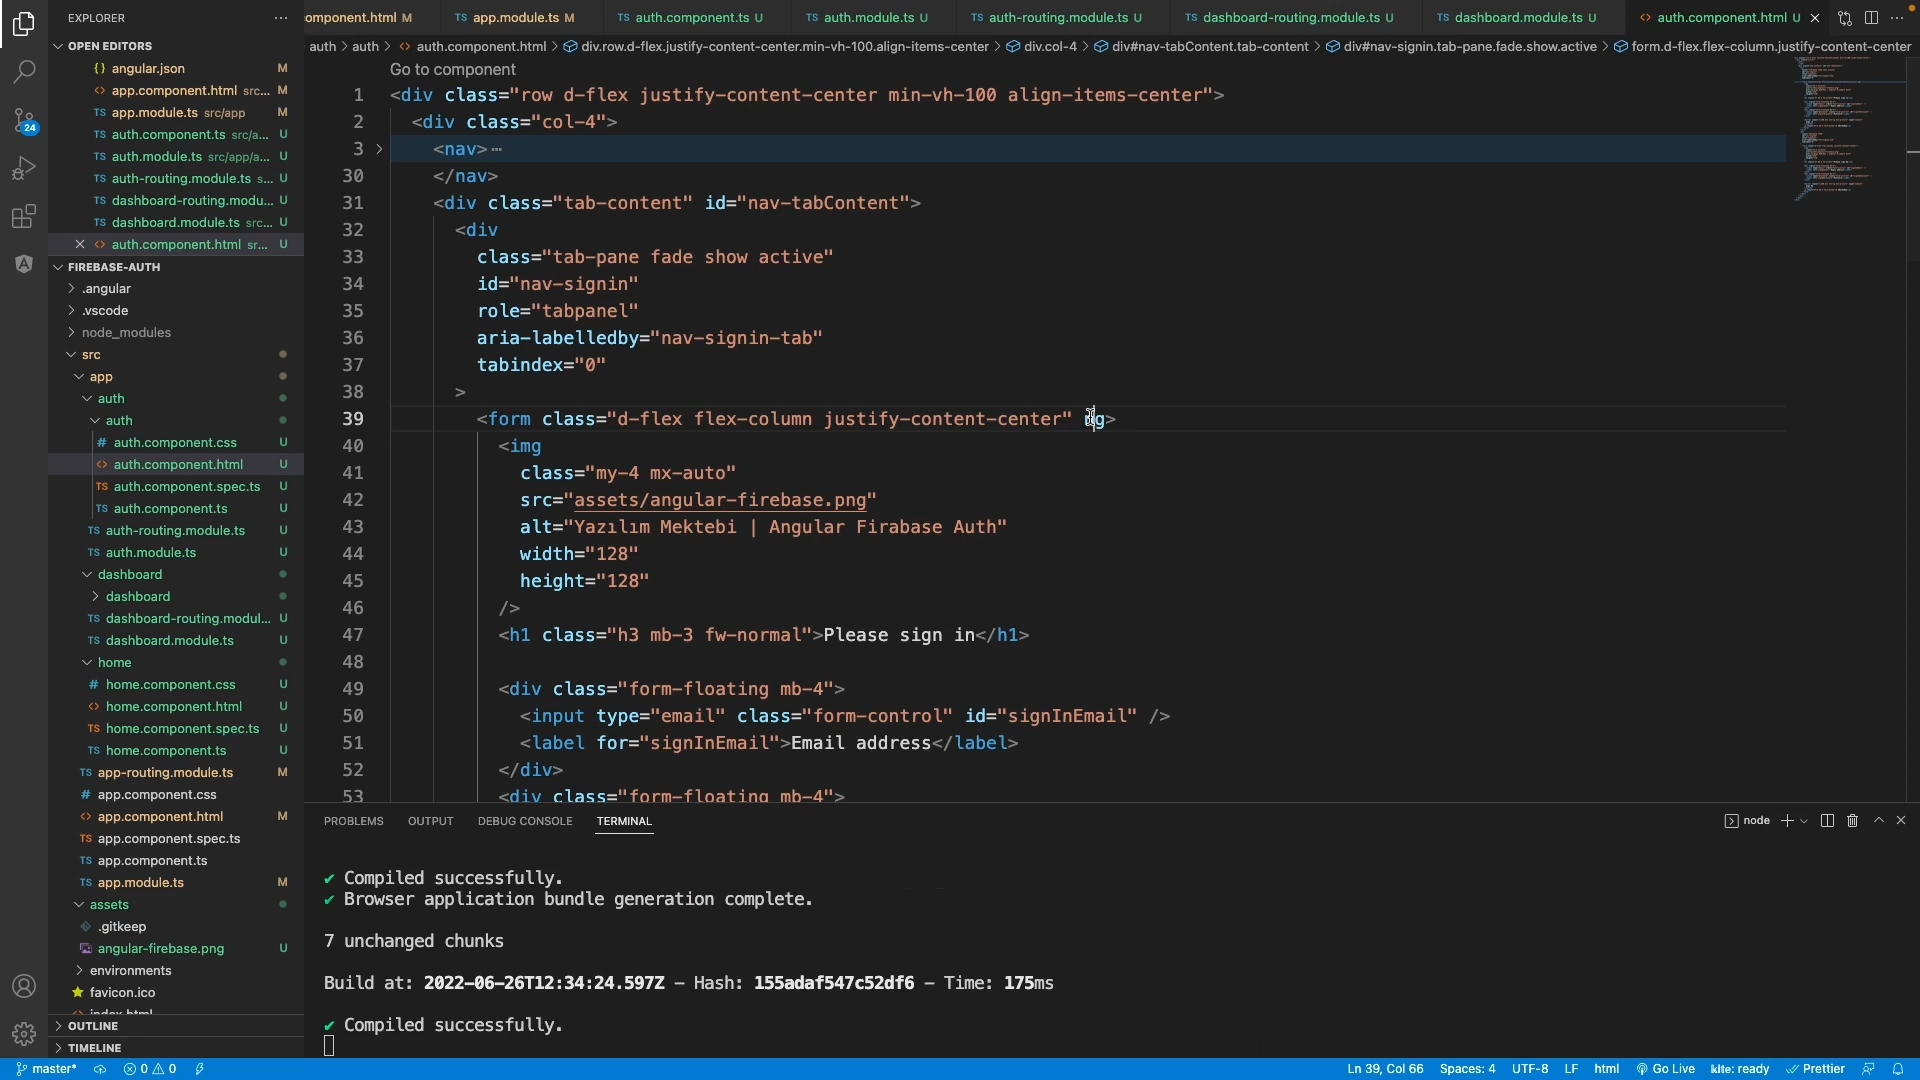 EXPLORER
component.html M
app.module.ts M
auth.component.ts U
auth.module.ts U
auth-routing.module.ts U
dashboard-routing.module.ts U
dashboard.module.ts U
auth.component.html U
OPEN EDITORS
auth > auth > auth.component.html > div.row.d-flex.justify-content-center.min-vh-100.align-items-center > div.col-4 > div#nav-tabContent.tab-content > div#nav-signin.tab-pane.fade.show.active > form.d-flex.flex-column.justify-content-center
angular.json M
app.component.html src... M
app.module.ts src/app M
auth.component.ts src/a... U
auth.module.ts src/app/a... U
auth-routing.module.ts s... U
dashboard-routing.modu... U
dashboard.module.ts src... U
auth.component.html sr... U
FIREBASE-AUTH
.angular
.vscode
node_modules
src
app
auth
auth
auth.component.css U
auth.component.html U
auth.component.spec.ts U
auth.component.ts U
auth-routing.module.ts U
auth.module.ts U
dashboard
dashboard
dashboard-routing.modul... U
dashboard.module.ts U
home
home.component.css U
home.component.html U
home.component.spec.ts U
home.component.ts U
app-routing.module.ts M
app.component.css
app.component.html M
app.component.spec.ts
app.component.ts
app.module.ts M
assets
.gitkeep
angular-firebase.png U
environments
favicon.ico
index.html
OUTLINE
TIMELINE
24
Go to component
1 <div class="row d-flex justify-content-center min-vh-100 align-items-center">
2 <div class="col-4">
3 <nav>⋯
30 </nav>
31 <div class="tab-content" id="nav-tabContent">
32 <div
33 class="tab-pane fade show active"
34 id="nav-signin"
35 role="tabpanel"
36 aria-labelledby="nav-signin-tab"
37 tabindex="0"
38 >
39 <form class="d-flex flex-column justify-content-center" ng>
40 <img
41 class="my-4 mx-auto"
42 src="assets/angular-firebase.png"
43 alt="Yazılım Mektebi | Angular Firabase Auth"
44 width="128"
45 height="128"
46 />
47 <h1 class="h3 mb-3 fw-normal">Please sign in</h1>
48
49 <div class="form-floating mb-4">
50 <input type="email" class="form-control" id="signInEmail" />
51 <label for="signInEmail">Email address</label>
52 </div>
53 <div class="form-floating mb-4">
PROBLEMS OUTPUT DEBUG CONSOLE TERMINAL
node
✔ Compiled successfully.
✔ Browser application bundle generation complete.
7 unchanged chunks
Build at: 2022-06-26T12:34:24.597Z - Hash: 155adaf547c52df6 - Time: 175ms
✔ Compiled successfully.
master* 0 0
Ln 39, Col 66 Spaces: 4 UTF-8 LF html Go Live kite: ready Prettier